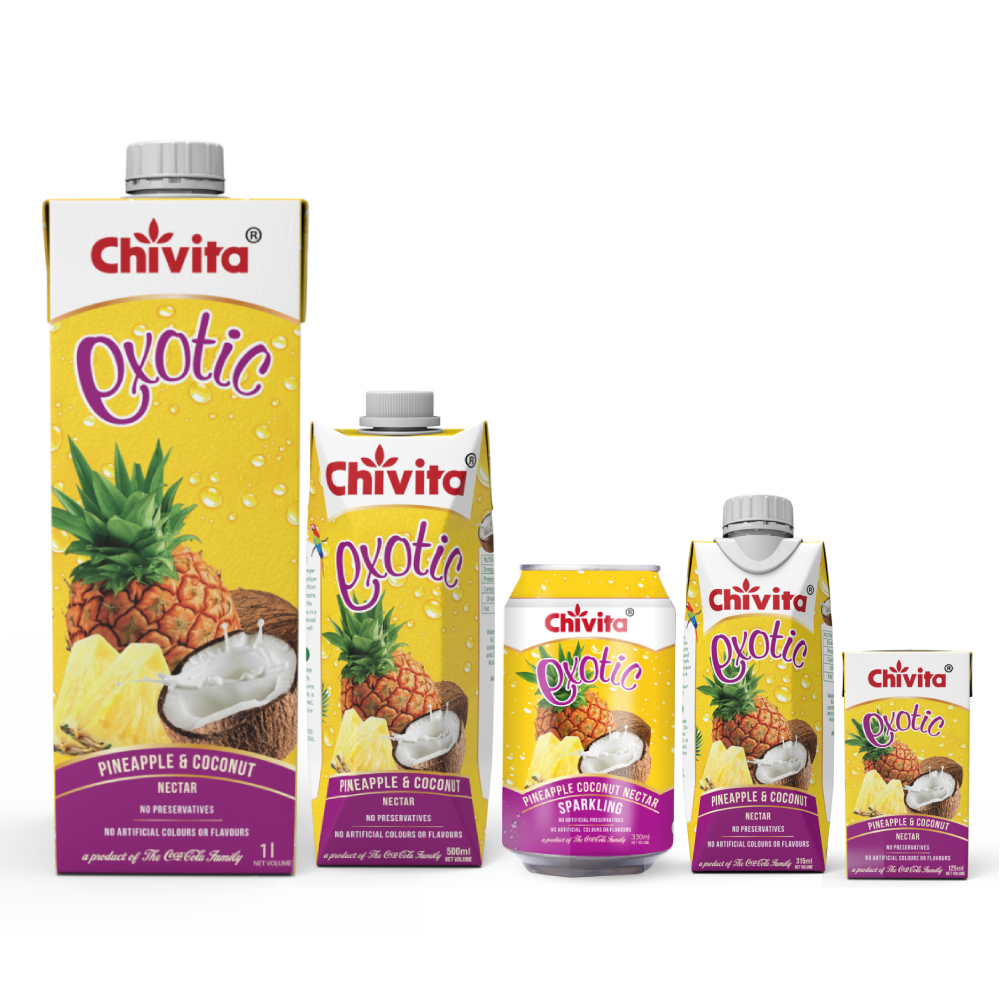 Chivita®
exotic
PINEAPPLE & COCONUT
NECTAR
NO PRESERVATIVES
NO ARTIFICIAL COLOURS OR FLAVOURS
a product of The Coca-Cola Family
1l
NET VOLUME
Chivita®
exotic
PINEAPPLE & COCONUT
NECTAR
NO PRESERVATIVES
NO ARTIFICIAL COLOURS OR FLAVOURS
a product of The Coca-Cola Family
500ml
NET VOLUME
Chivita®
exotic
PINEAPPLE COCONUT NECTAR
SPARKLING
NO ARTIFICIAL PRESERVATIVES
NO ARTIFICIAL COLOURS OR FLAVOURS
a product of The Coca-Cola Family
330ml
NET VOLUME
Chivita®
exotic
PINEAPPLE & COCONUT
NECTAR
NO PRESERVATIVES
NO ARTIFICIAL COLOURS OR FLAVOURS
a product of The Coca-Cola Family
315ml
NET VOLUME
Chivita®
exotic
PINEAPPLE & COCONUT
NECTAR
NO PRESERVATIVES
NO ARTIFICIAL COLOURS OR FLAVOURS
a product of The Coca-Cola Family
125ml
NET VOLUME